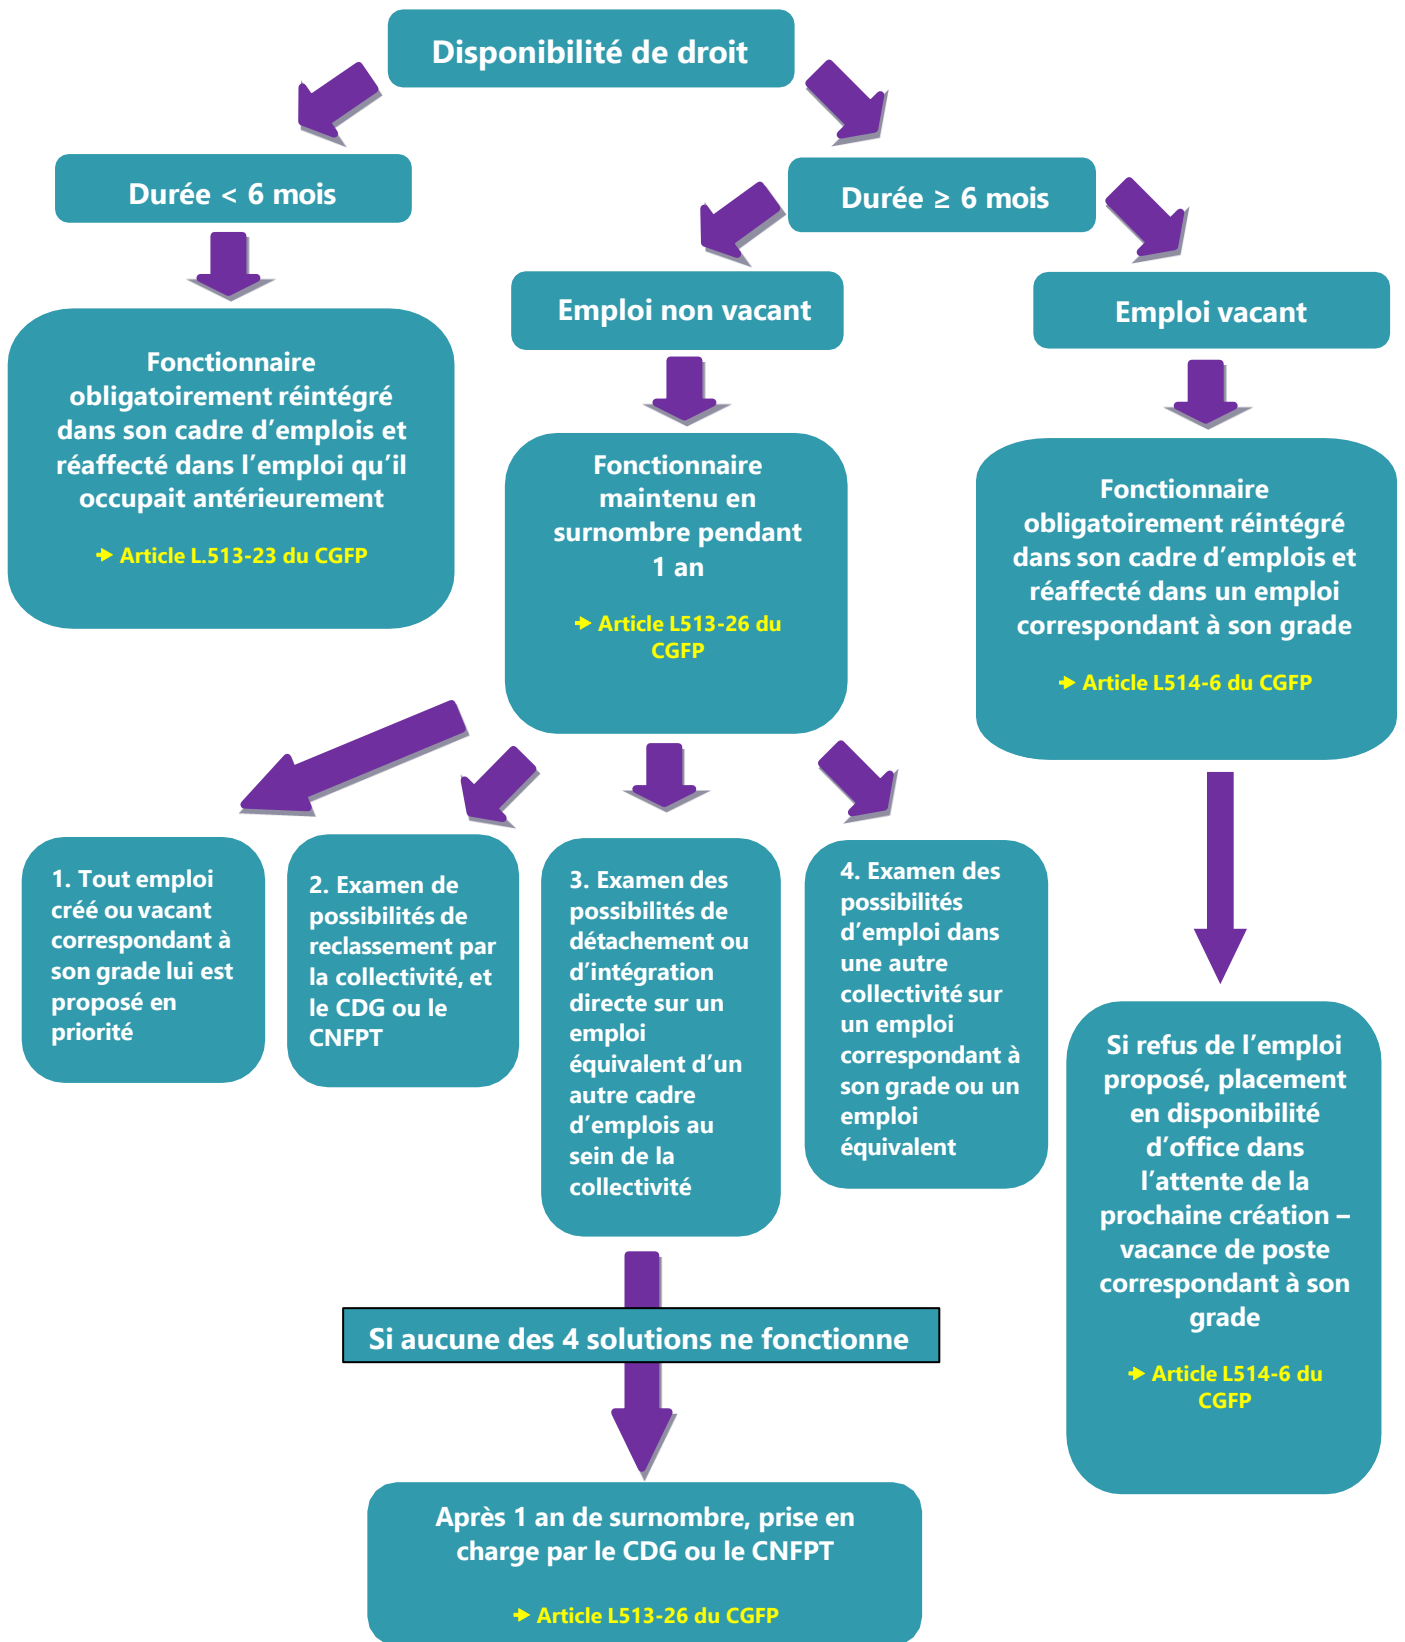 Disponibilité de droit
Durée < 6 mois
Durée ≥ 6 mois
Emploi non vacant
Emploi vacant
Fonctionnaire
obligatoirement réintégré
dans son cadre d’emplois et
réaffecté dans l’emploi qu’il
occupait antérieurement
➔ Article L.513-23 du CGFP
Fonctionnaire
maintenu en
surnombre pendant
1 an
➔ Article L513-26 du
CGFP
Fonctionnaire
obligatoirement réintégré
dans son cadre d’emplois et
réaffecté dans un emploi
correspondant à son grade
➔ Article L514-6 du CGFP
1. Tout emploi
créé ou vacant
correspondant à
son grade lui est
proposé en
priorité
2. Examen de
possibilités de
reclassement par
la collectivité, et
le CDG ou le
CNFPT
3. Examen des
possibilités de
détachement ou
d’intégration
directe sur un
emploi
équivalent d’un
autre cadre
d’emplois au
sein de la
collectivité
4. Examen des
possibilités
d’emploi dans
une autre
collectivité sur
un emploi
correspondant à
son grade ou un
emploi
équivalent
Si refus de l’emploi
proposé, placement
en disponibilité
d’office dans
l’attente de la
prochaine création –
vacance de poste
correspondant à son
grade
➔ Article L514-6 du
CGFP
Si aucune des 4 solutions ne fonctionne
Après 1 an de surnombre, prise en
charge par le CDG ou le CNFPT
➔ Article L513-26 du CGFP